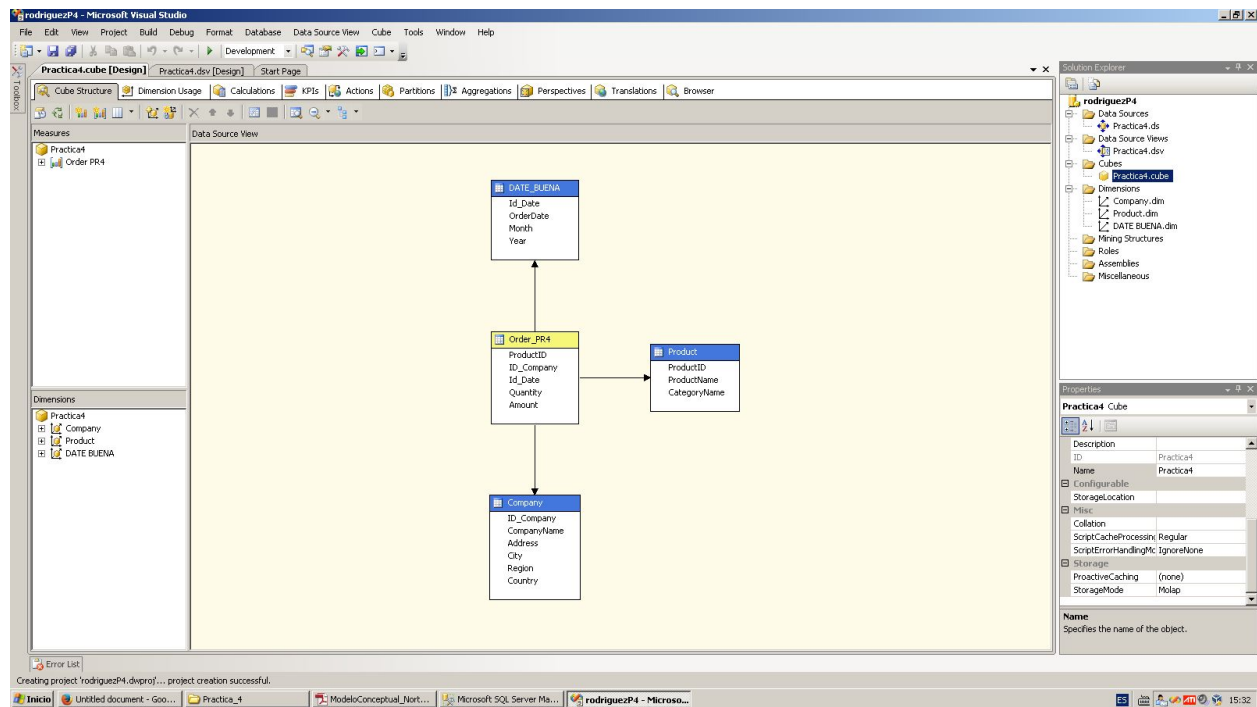 rodriguezP4 - Microsoft Visual Studio
File Edit View Project Build Debug Format Database Data Source View Cube Tools Window Help
Development
Toolbox
Practica4.cube [Design] Practica4.dsv [Design] Start Page
Cube Structure Dimension Usage Calculations KPIs Actions Partitions Aggregations Perspectives Translations Browser
Measures
Practica4
Order PR4
Dimensions
Practica4
Company
Product
DATE BUENA
Data Source View
DATE_BUENA
Id_Date
OrderDate
Month
Year
Order_PR4
ProductID
ID_Company
Id_Date
Quantity
Amount
Product
ProductID
ProductName
CategoryName
Company
ID_Company
CompanyName
Address
City
Region
Country
Solution Explorer
rodriguezP4
Data Sources
Practica4.ds
Data Source Views
Practica4.dsv
Cubes
Practica4.cube
Dimensions
Company.dim
Product.dim
DATE BUENA.dim
Mining Structures
Roles
Assemblies
Miscellaneous
Properties
Practica4 Cube
Description
ID Practica4
Name Practica4
Configurable
StorageLocation
Misc
Collation
ScriptCacheProcessing Regular
ScriptErrorHandlingMc IgnoreNone
Storage
ProactiveCaching (none)
StorageMode Molap
Name
Specifies the name of the object.
Error List
Creating project 'rodriguezP4.dwproj'... project creation successful.
Inicio Untitled document - Goo... Practica_4 ModeloConceptual_Nort... Microsoft SQL Server Ma... rodriguezP4 - Microso... ES 15:32